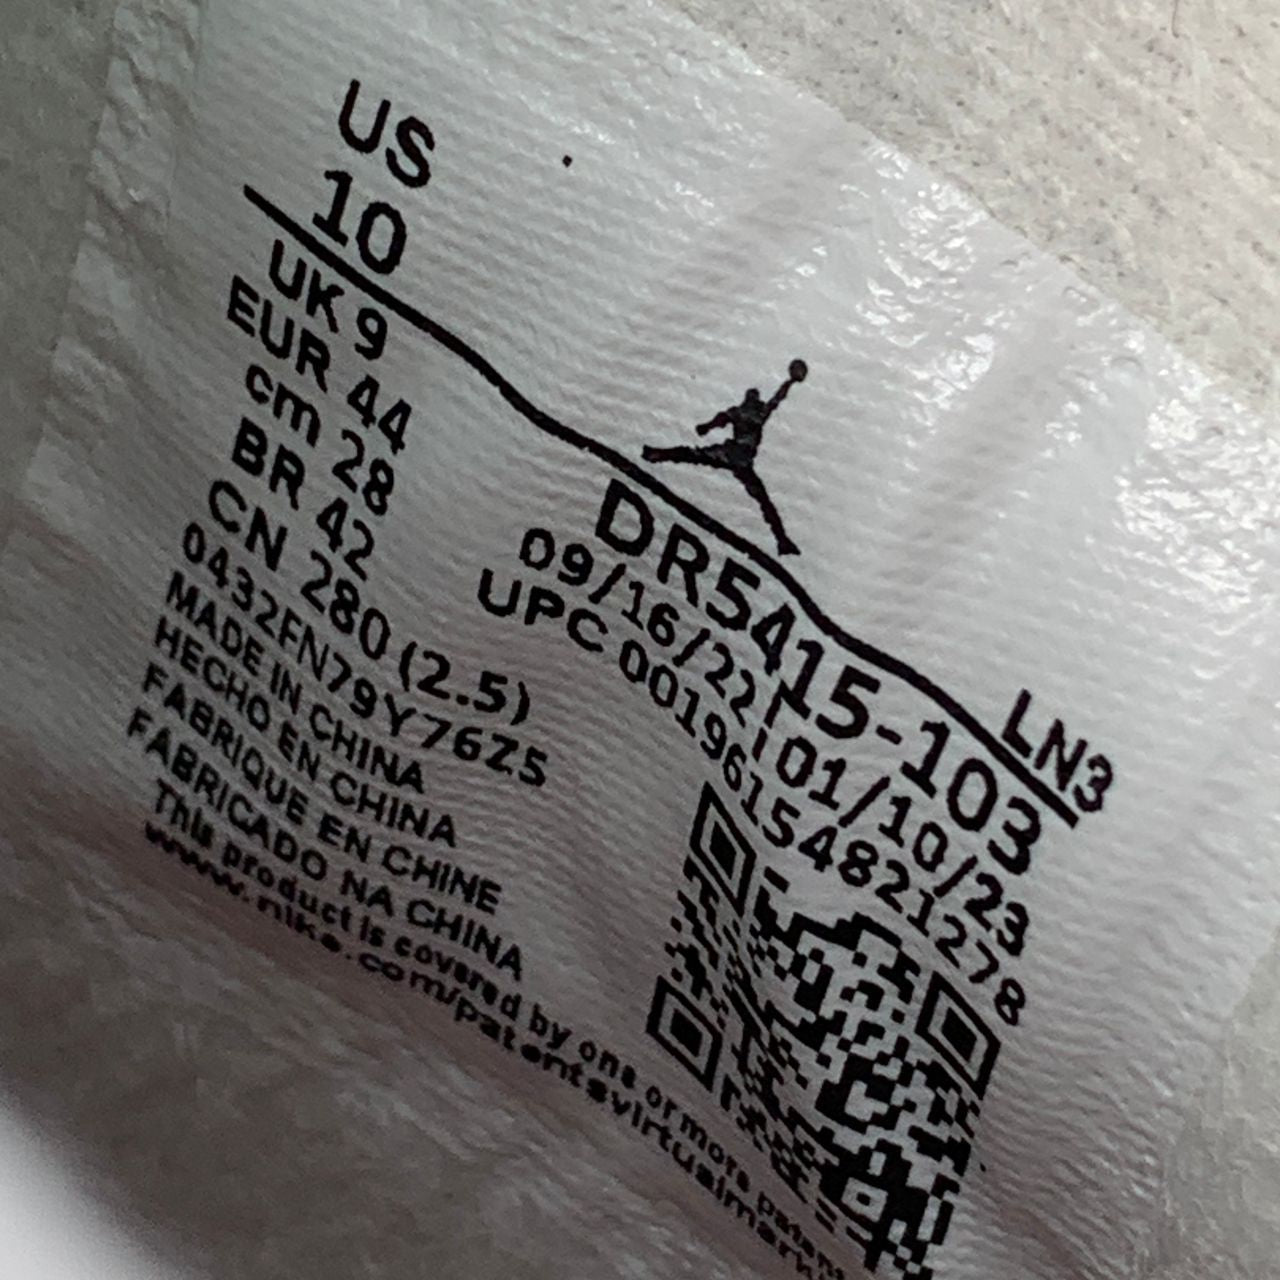 US
10
UK 9
EUR 44
cm 28
BR 42
CN 280 (2.5)
0432FN79Y76Z5
MADE IN CHINA
HECHO EN CHINA
FABRIQUE EN CHINE
FABRICADO NA CHINA
This product is covered by one or more patents
www.nike.com/patentsvirtualmarki
LN3
DR5415-103
09/16/22 | 01/10/23
UPC 00196154821278